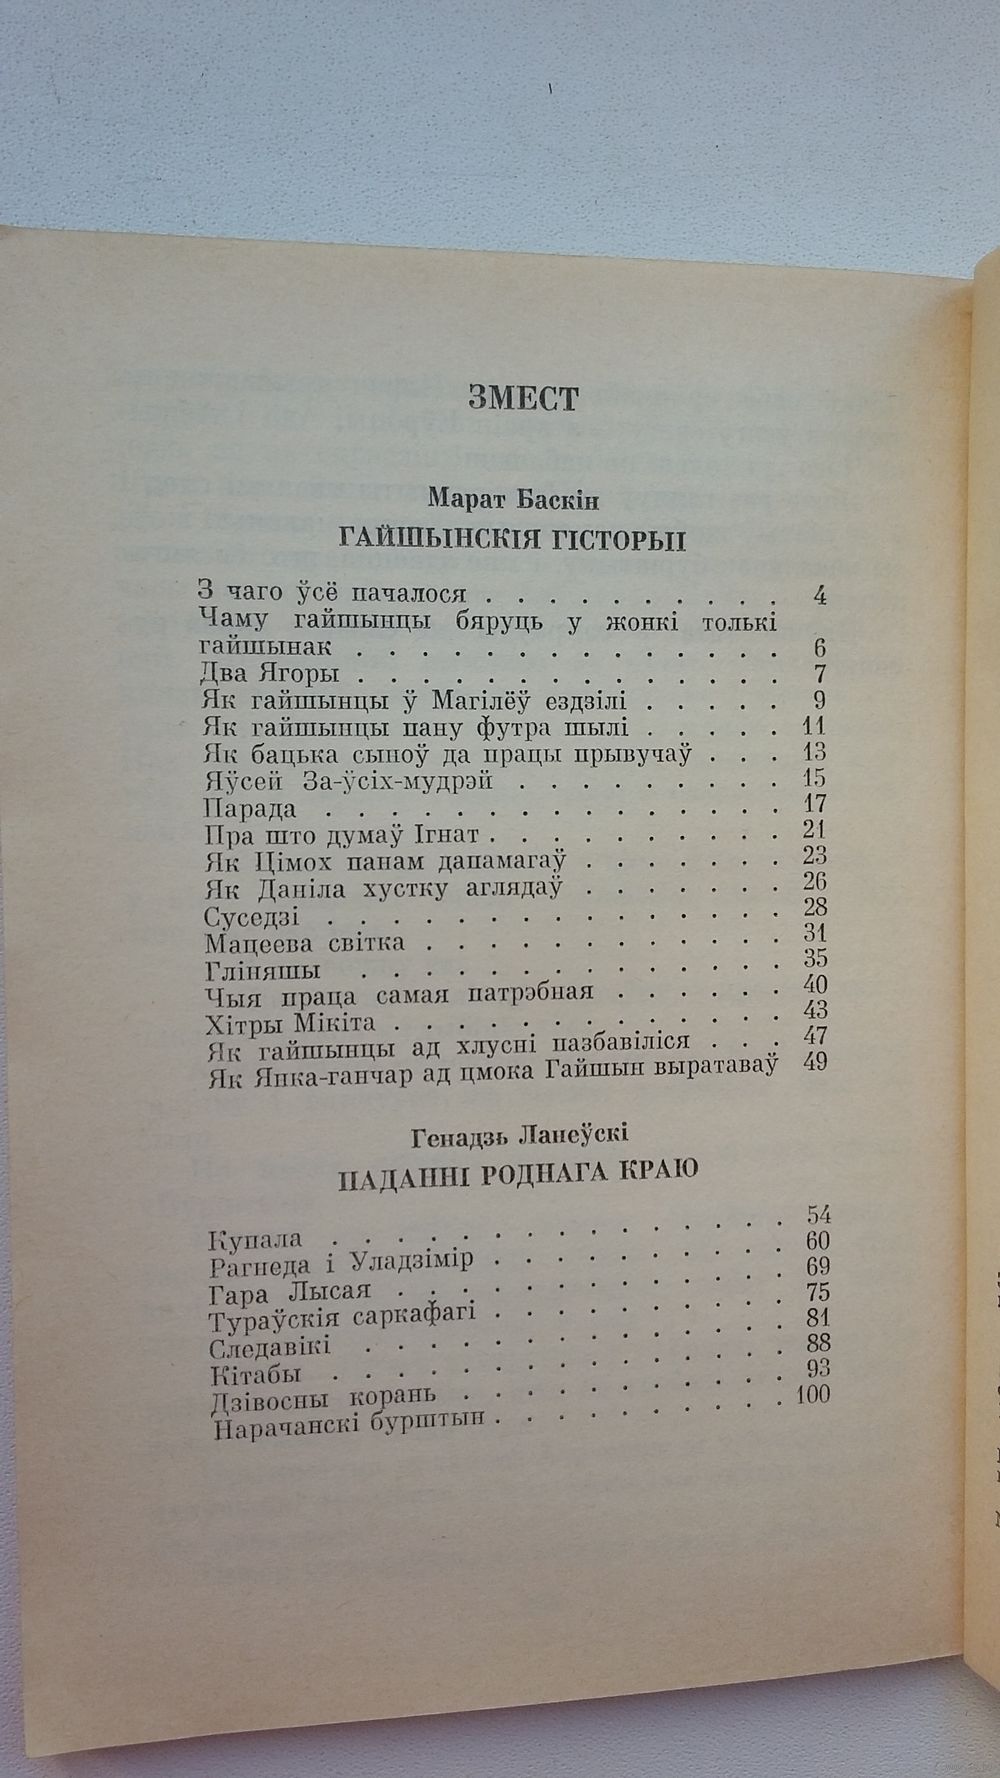 ЗМЕСТ
Марат Баскін
ГАЙШЫНСКІЯ ГІСТОРЫІ
З чаго ўсё пачалося . . . . . . . . . . 4
Чаму гайшынцы бяруць у жонкі толькі
гайшынак . . . . . . . . . . . . . . 6
Два Ягоры . . . . . . . . . . . . . . 7
Як гайшынцы ў Магілёў ездзілі . . . . . 9
Як гайшынцы пану футра шылі . . . . . 11
Як бацька сыноў да працы прывучаў . . . 13
Яўсей За-ўсіх-мудрэй . . . . . . . . . 15
Парада . . . . . . . . . . . . . . . 17
Пра што думаў Ігнат . . . . . . . . . . 21
Як Цімох панам дапамагаў . . . . . . . 23
Як Даніла хустку аглядаў . . . . . . . 26
Суседзі . . . . . . . . . . . . . . . 28
Мацеева світка . . . . . . . . . . . . 31
Гліняшы . . . . . . . . . . . . . . 35
Чыя праца самая патрэбная . . . . . . 40
Хітры Мікіта . . . . . . . . . . . . . 43
Як гайшынцы ад хлусні пазбавіліся . . . 47
Як Янка-ганчар ад цмока Гайшын выратаваў 49
Генадзь Лапеўскі
ПАДАННІ РОДНАГА КРАЮ
Купала . . . . . . . . . . . . . . . 54
Рагнеда і Уладзімір . . . . . . . . . . 60
Гара Лысая . . . . . . . . . . . . . 69
Тураўскія саркафагі . . . . . . . . . . 75
Следавікі . . . . . . . . . . . . . . 81
Кітабы . . . . . . . . . . . . . . . 88
Дзівосны корань . . . . . . . . . . . 93
Нарачанскі бурштын . . . . . . . . . . 100